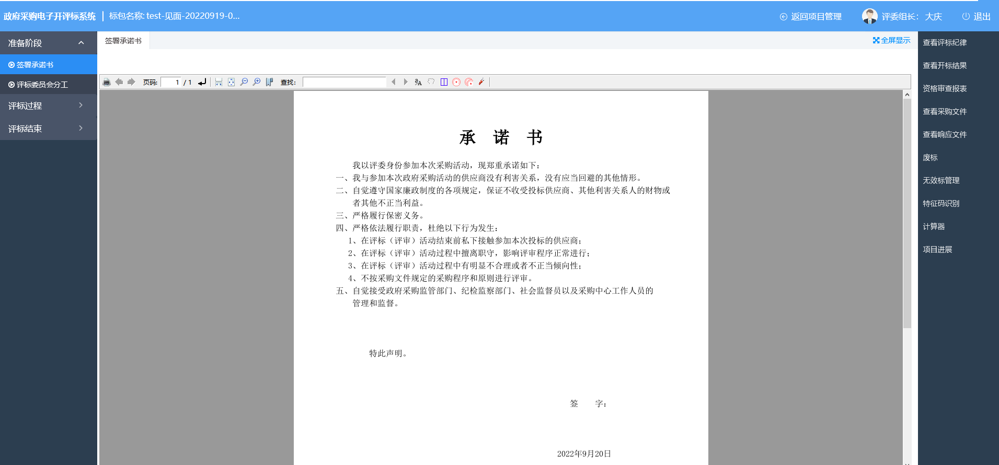 政府采购电子开评标系统 | 标包名称: test-见面-20220919-0...
返回项目管理
评委组长： 大庆
退出
准备阶段
签署承诺书
评标委员会分工
评标过程
评标结束
签署承诺书
全屏显示
页码: 1 / 1
查找:
承 诺 书
我以评委身份参加本次采购活动，现郑重承诺如下：
一、我与参加本次政府采购活动的供应商没有利害关系，没有应当回避的其他情形。
二、自觉遵守国家廉政制度的各项规定，保证不收受投标供应商、其他利害关系人的财物或
者其他不正当利益。
三、严格履行保密义务。
四、严格依法履行职责，杜绝以下行为发生：
1、在评标（评审）活动结束前私下接触参加本次投标的供应商；
2、在评标（评审）活动过程中擅离职守，影响评审程序正常进行；
3、在评标（评审）活动过程中有明显不合理或者不正当倾向性；
4、不按采购文件规定的采购程序和原则进行评审。
五、自觉接受政府采购监管部门、纪检监察部门、社会监督员以及采购中心工作人员的
管理和监督。
特此声明。
签 字：
2022年9月20日
查看评标纪律
查看开标结果
资格审查报表
查看采购文件
查看响应文件
废标
无效标管理
特征码识别
计算器
项目进展